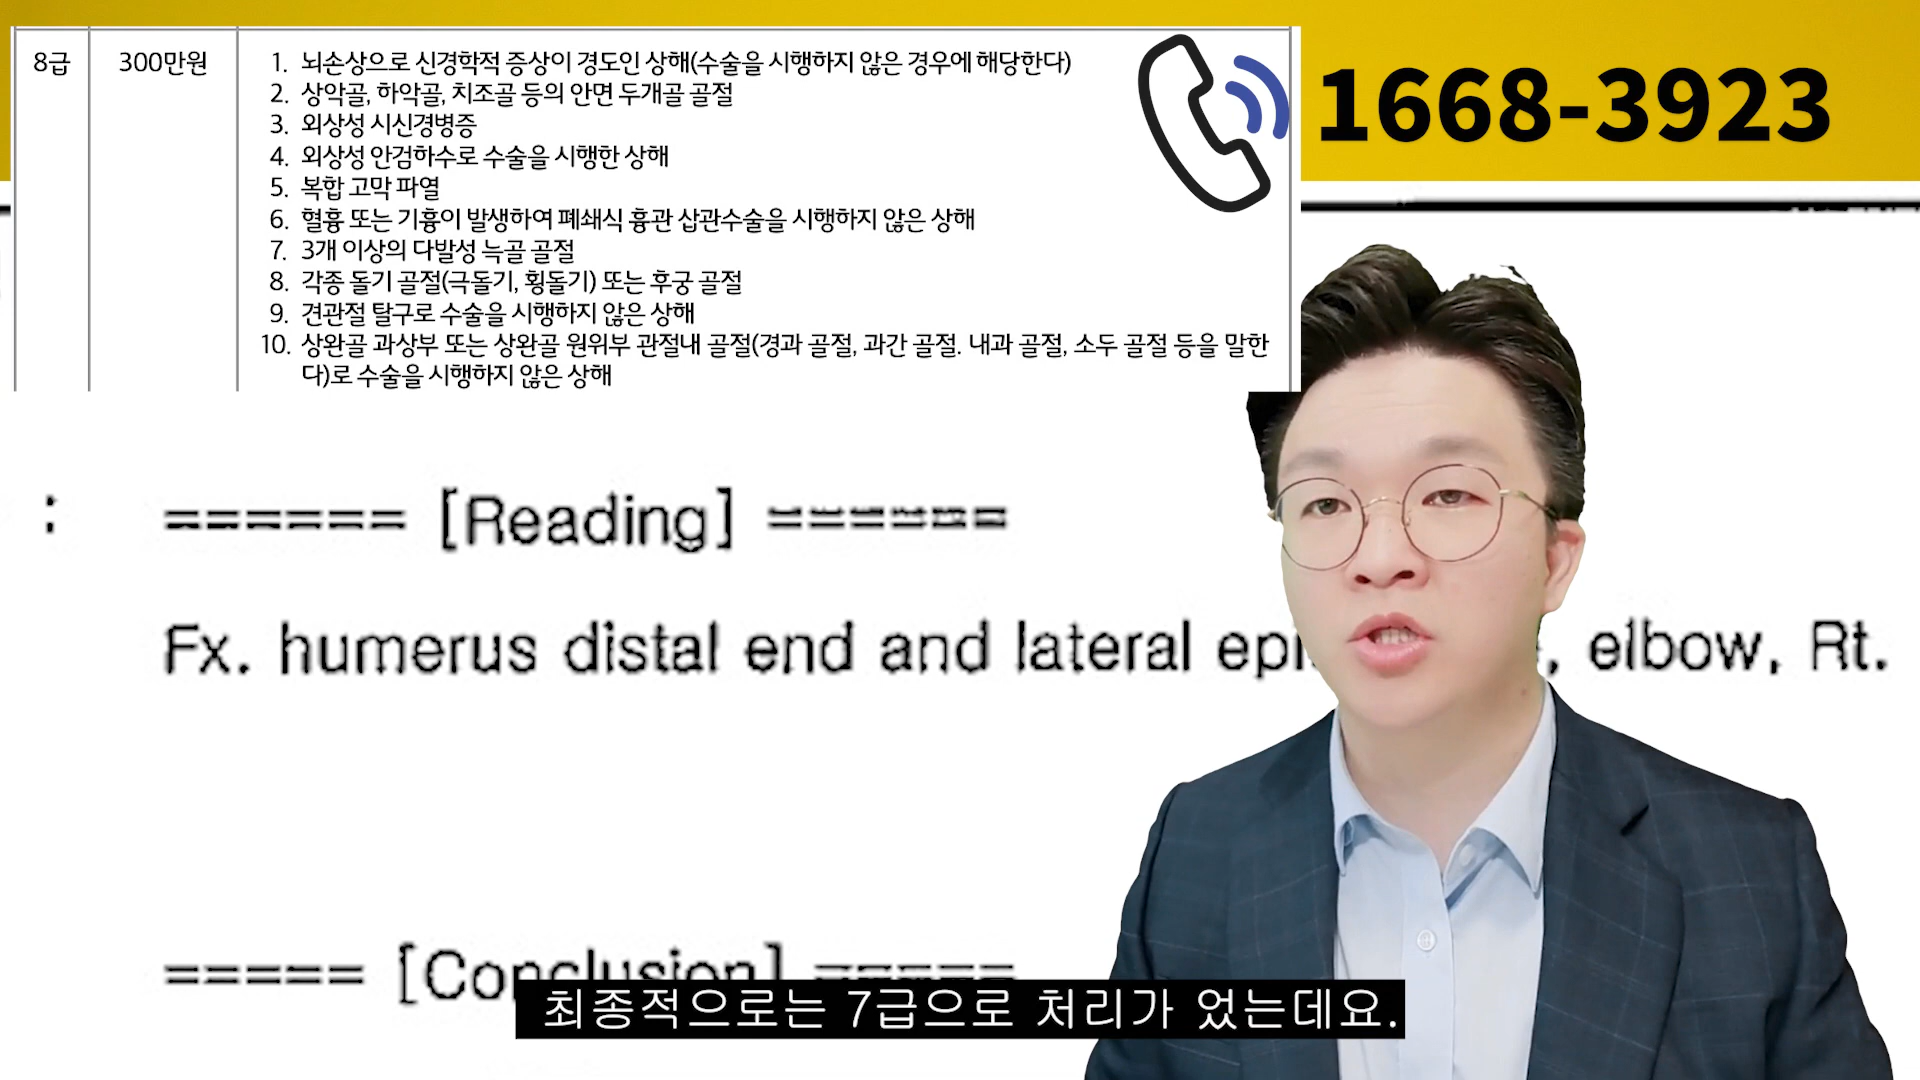 8급 300만원 1. 뇌손상으로 신경학적 증상이 경도인 상해(수술을 시행하지 않은 경우에 해당한다)
2. 상악골, 하악골, 치조골 등의 안면 두개골 골절
3. 외상성 시신경병증
4. 외상성 안검하수로 수술을 시행한 상해
5. 복합 고막 파열
6. 혈흉 또는 기흉이 발생하여 폐쇄식 흉관 삽관수술을 시행하지 않은 상해
7. 3개 이상의 다발성 늑골 골절
8. 각종 돌기 골절(극돌기, 횡돌기) 또는 후궁 골절
9. 견관절 탈구로 수술을 시행하지 않은 상해
10. 상완골 과상부 또는 상완골 원위부 관절내 골절(경과 골절, 과간 골절. 내과 골절, 소두 골절 등을 말한
다)로 수술을 시행하지 않은 상해
1668-3923
: ====== [Reading] ======
Fx. humerus distal end and lateral , elbow, Rt.
===== [Conclusion] =====
최종적으로는 7급으로 처리가 었는데요.